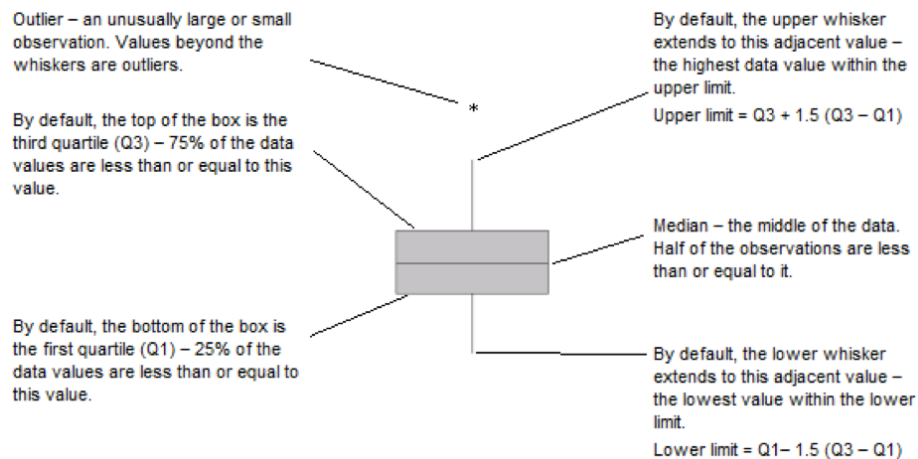 Outlier – an unusually large or small
observation. Values beyond the
whiskers are outliers.
*
By default, the top of the box is the
third quartile (Q3) – 75% of the data
values are less than or equal to this
value.
By default, the bottom of the box is
the first quartile (Q1) – 25% of the
data values are less than or equal to
this value.
By default, the upper whisker
extends to this adjacent value –
the highest data value within the
upper limit.
Upper limit = Q3 + 1.5 (Q3 – Q1)
Median – the middle of the data.
Half of the observations are less
than or equal to it.
By default, the lower whisker
extends to this adjacent value –
the lowest value within the lower
limit.
Lower limit = Q1– 1.5 (Q3 – Q1)